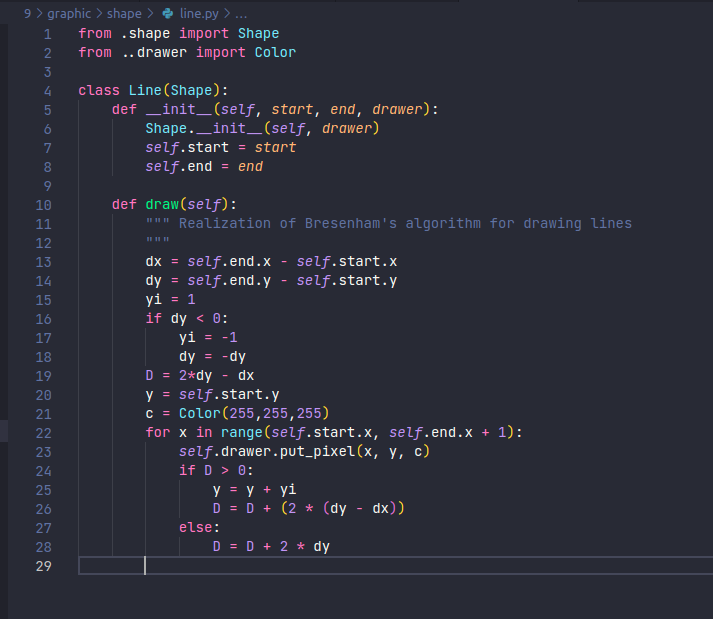 9 > graphic > shape > line.py > ...
1 from .shape import Shape
2 from ..drawer import Color
3
4 class Line(Shape):
5     def __init__(self, start, end, drawer):
6         Shape.__init__(self, drawer)
7         self.start = start
8         self.end = end
9
10     def draw(self):
11         """ Realization of Bresenham's algorithm for drawing lines
12         """
13         dx = self.end.x - self.start.x
14         dy = self.end.y - self.start.y
15         yi = 1
16         if dy < 0:
17             yi = -1
18             dy = -dy
19         D = 2*dy - dx
20         y = self.start.y
21         c = Color(255,255,255)
22         for x in range(self.start.x, self.end.x + 1):
23             self.drawer.put_pixel(x, y, c)
24             if D > 0:
25                 y = y + yi
26                 D = D + (2 * (dy - dx))
27             else:
28                 D = D + 2 * dy
29